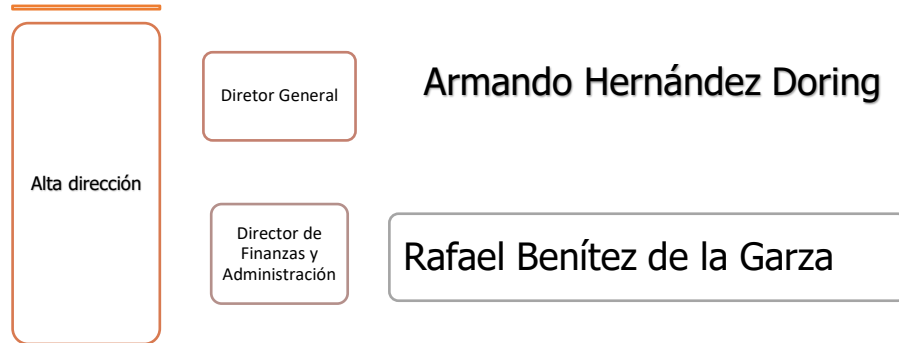 Alta dirección
Diretor General
Armando Hernández Doring
Director de
Finanzas y
Administración
Rafael Benítez de la Garza